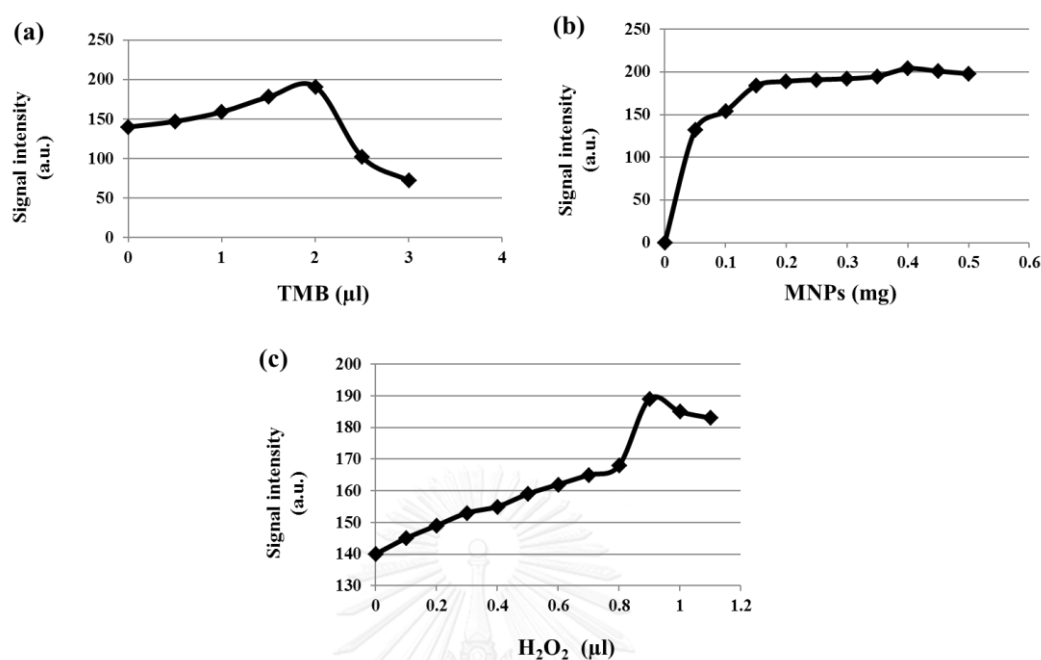 (a)
250
200
150
100
50
0
0 1 2 3 4
Signal intensity
(a.u.)
TMB (µl)
(b)
250
200
150
100
50
0
0 0.1 0.2 0.3 0.4 0.5 0.6
Signal intensity
(a.u.)
MNPs (mg)
(c)
200
190
180
170
160
150
140
130
0 0.2 0.4 0.6 0.8 1 1.2
Signal intensity
(a.u.)
H₂O₂ (µl)